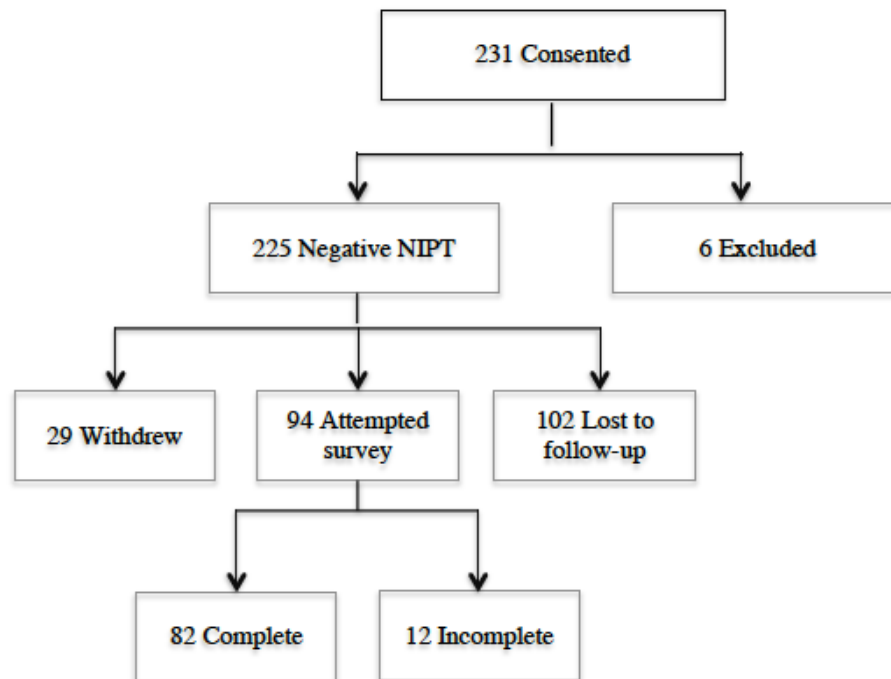 231 Consented
225 Negative NIPT
6 Excluded
29 Withdrew
94 Attempted
survey
102 Lost to
follow-up
82 Complete
12 Incomplete